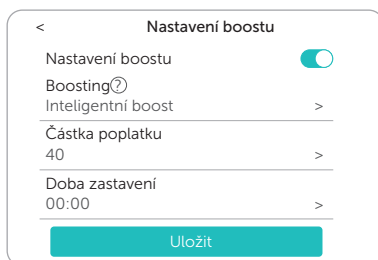 < Nastavení boostu
Nastavení boostu
Boosting?
Inteligentní boost >
Částka poplatku
40 >
Doba zastavení
00:00 >
Uložit